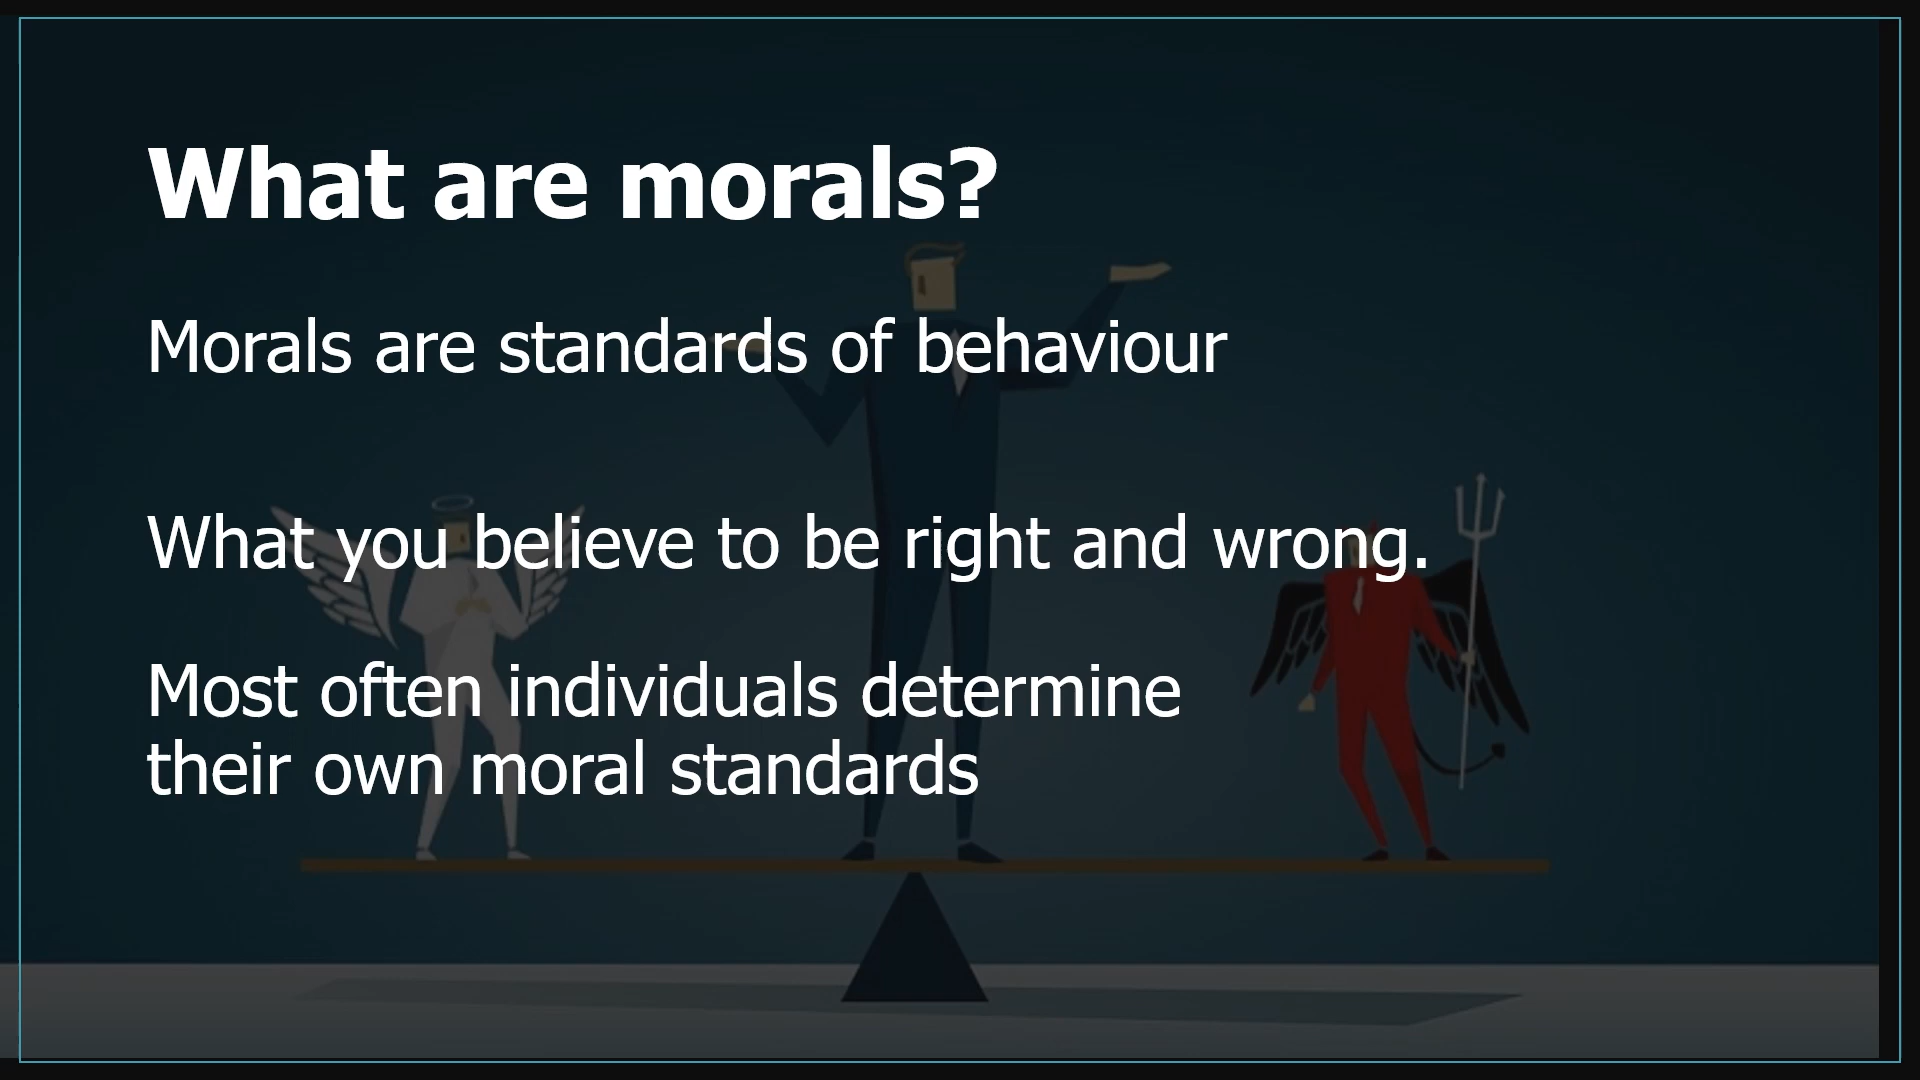 What are morals?
Morals are standards of behaviour
What you believe to be right and wrong.
Most often individuals determine
their own moral standards